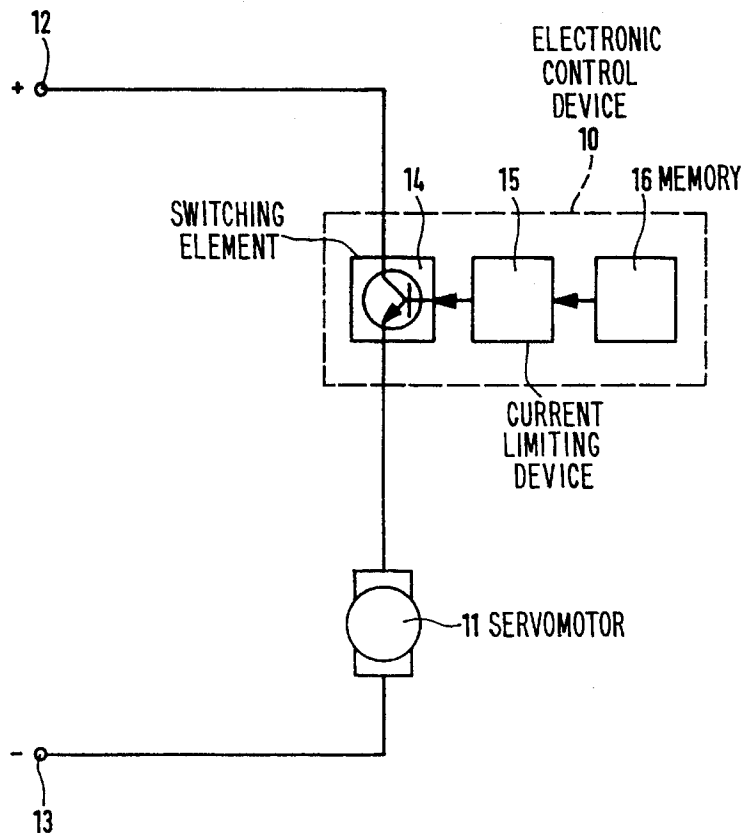 12
+
ELECTRONIC
CONTROL
DEVICE
10
14
15
16 MEMORY
SWITCHING
ELEMENT
CURRENT
LIMITING
DEVICE
11 SERVOMOTOR
-
13